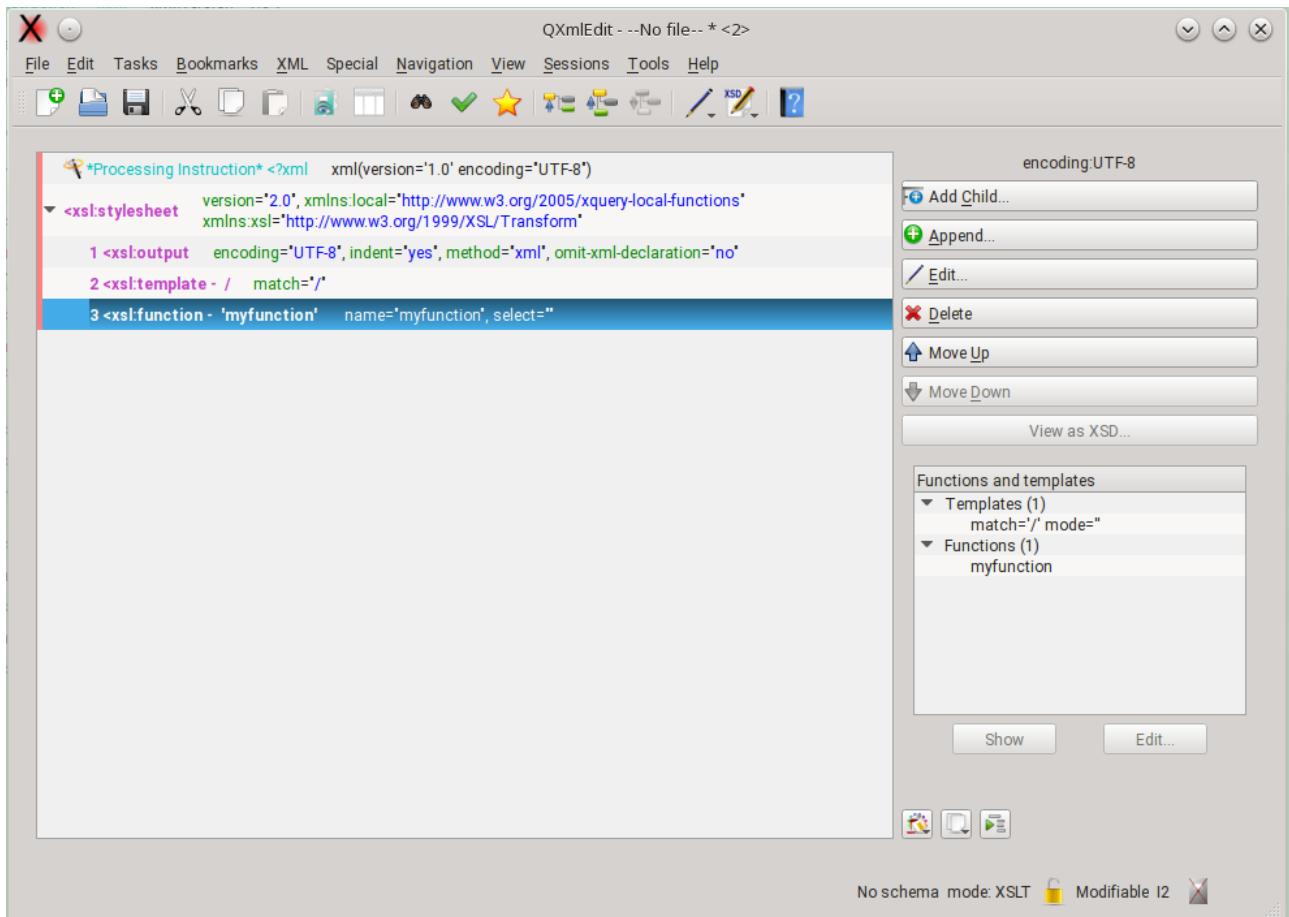 QXmlEdit - --No file-- * <2>
File Edit Tasks Bookmarks XML Special Navigation View Sessions Tools Help
XSD
?
*Processing Instruction* <?xml xml(version='1.0' encoding="UTF-8")
<xsl:stylesheet version="2.0", xmlns:local="http://www.w3.org/2005/xquery-local-functions"
xmlns:xsl="http://www.w3.org/1999/XSL/Transform"
1 <xsl:output encoding="UTF-8", indent="yes", method="xml", omit-xml-declaration="no"
2 <xsl:template - / match="/"
3 <xsl:function - 'myfunction' name="myfunction", select=""
encoding:UTF-8
Add Child...
Append...
Edit...
Delete
Move Up
Move Down
View as XSD...
Functions and templates
Templates (1)
match='/' mode=''
Functions (1)
myfunction
Show Edit...
No schema mode: XSLT Modifiable I2